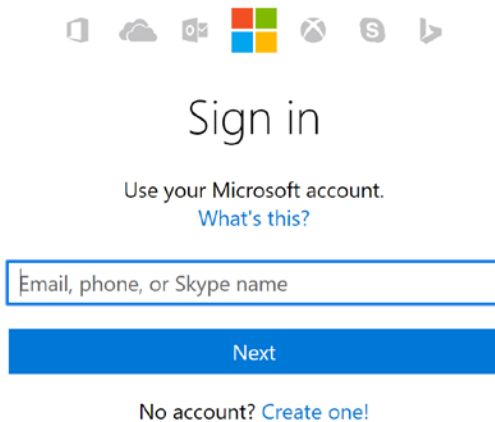 Sign in
Use your Microsoft account.
What's this?
Email, phone, or Skype name
Next
No account? Create one!